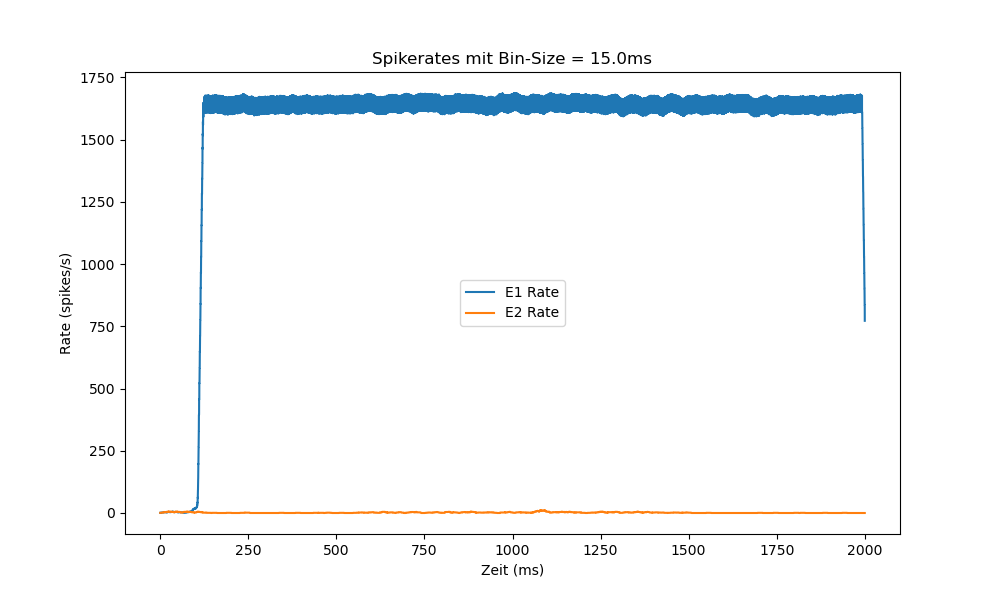 Spikerates mit Bin-Size = 15.0ms
1750
1500
1250
1000
750
500
250
0
Rate (spikes/s)
E1 Rate
E2 Rate
0 250 500 750 1000 1250 1500 1750 2000
Zeit (ms)